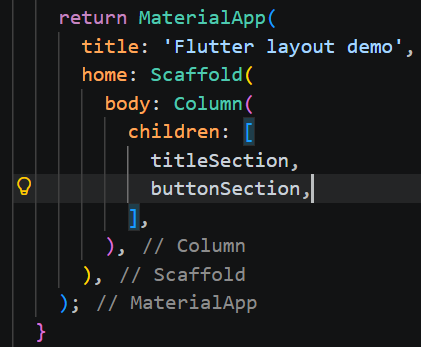 return MaterialApp(
title: 'Flutter layout demo',
home: Scaffold(
body: Column(
children: [
titleSection,
buttonSection,
],
), // Column
), // Scaffold
); // MaterialApp
}